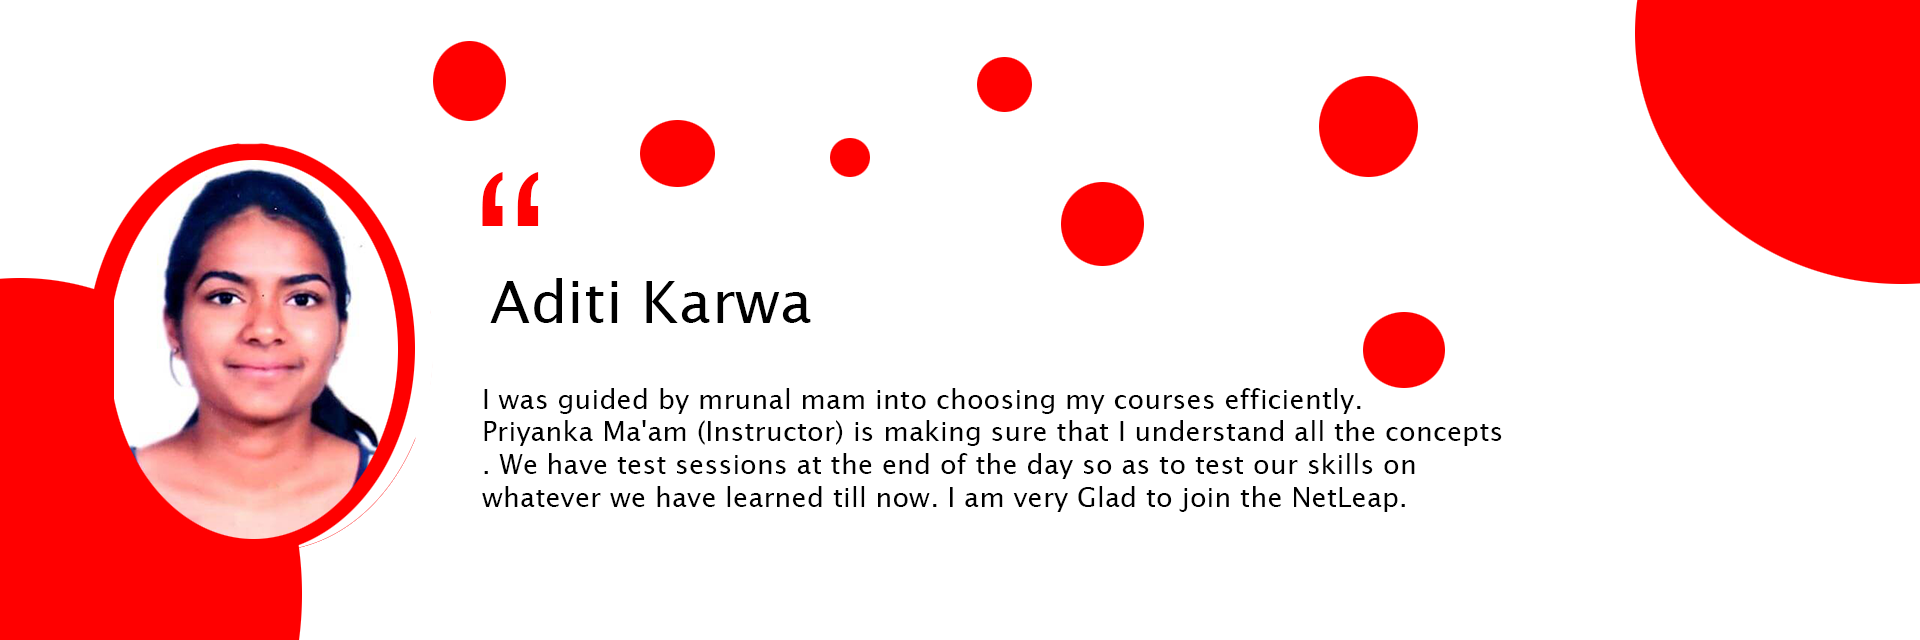 “
Aditi Karwa
I was guided by mrunal mam into choosing my courses efficiently.
Priyanka Ma'am (Instructor) is making sure that I understand all the concepts
. We have test sessions at the end of the day so as to test our skills on
whatever we have learned till now. I am very Glad to join the NetLeap.